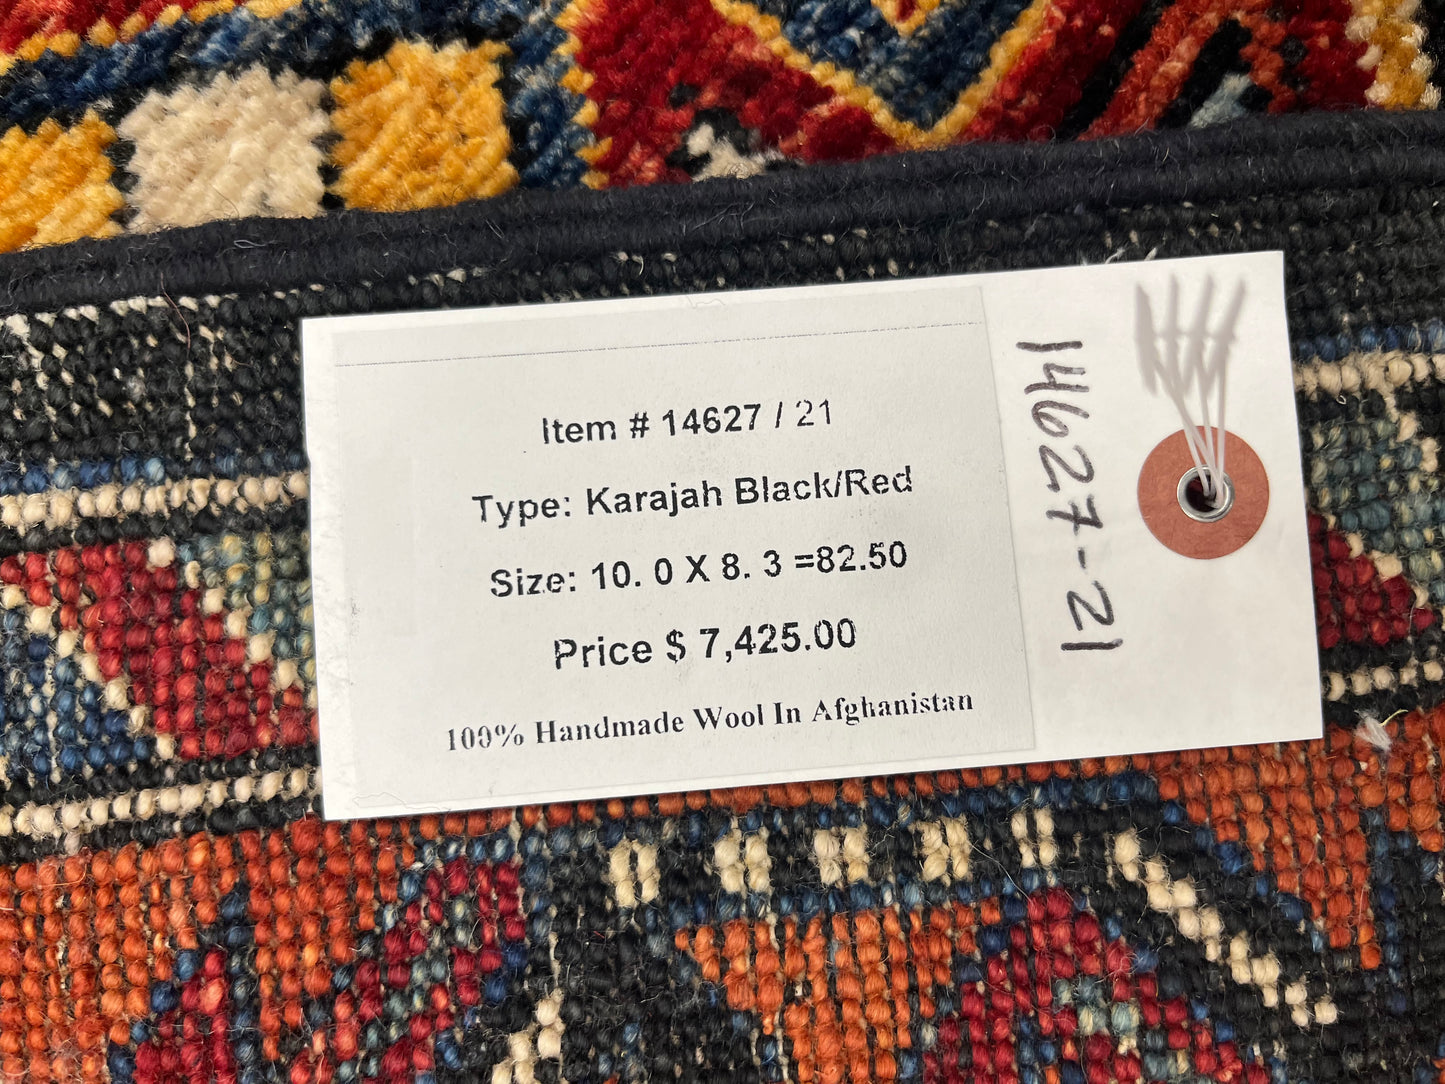 Item # 14627 / 21
Type: Karajah Black/Red
Size: 10. 0 X 8. 3 =82.50
Price $ 7,425.00
100% Handmade Wool In Afghanistan
14627-21